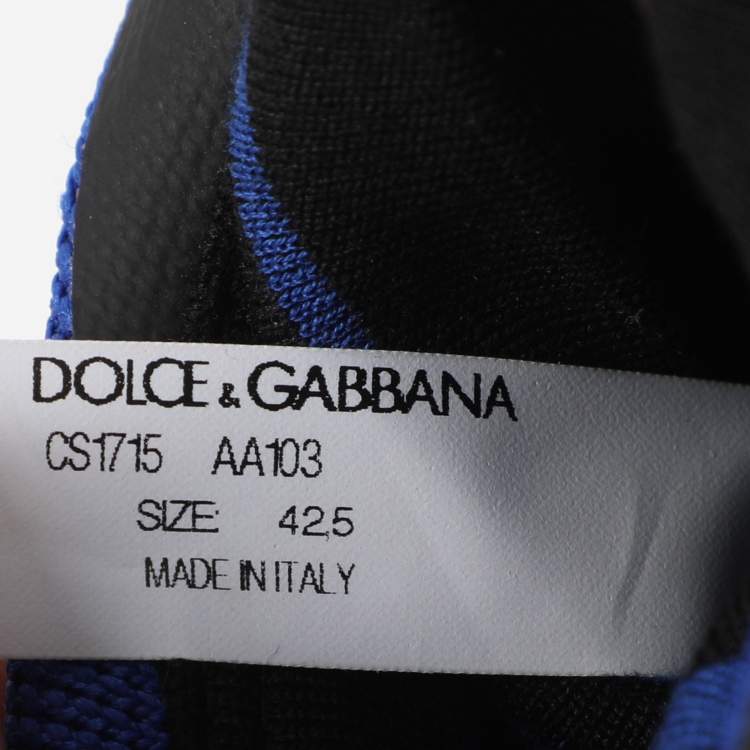 DOLCE & GABBANA
CS1715 AA103
SIZE: 42,5
MADE IN ITALY